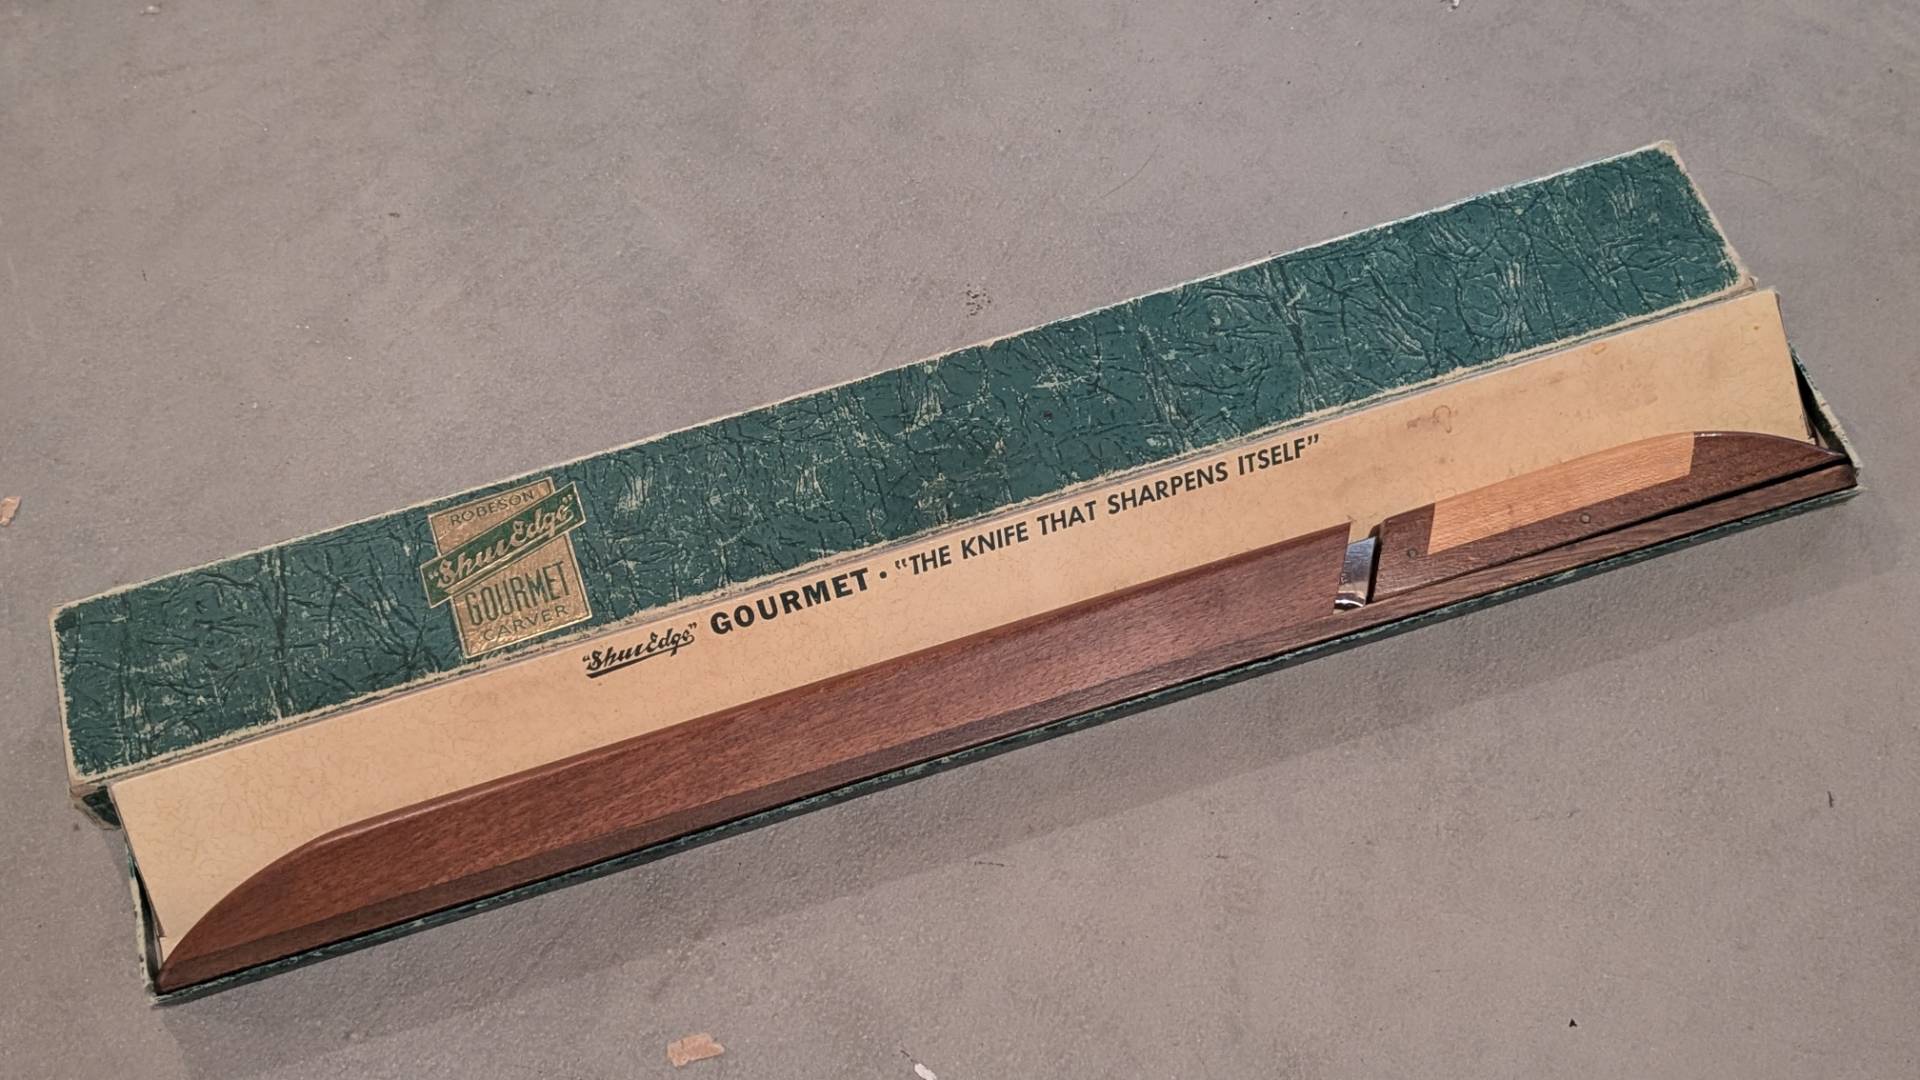 ROBESON
"ShurEdge"
GOURMET
CARVER
"ShurEdge" GOURMET • "THE KNIFE THAT SHARPENS ITSELF"